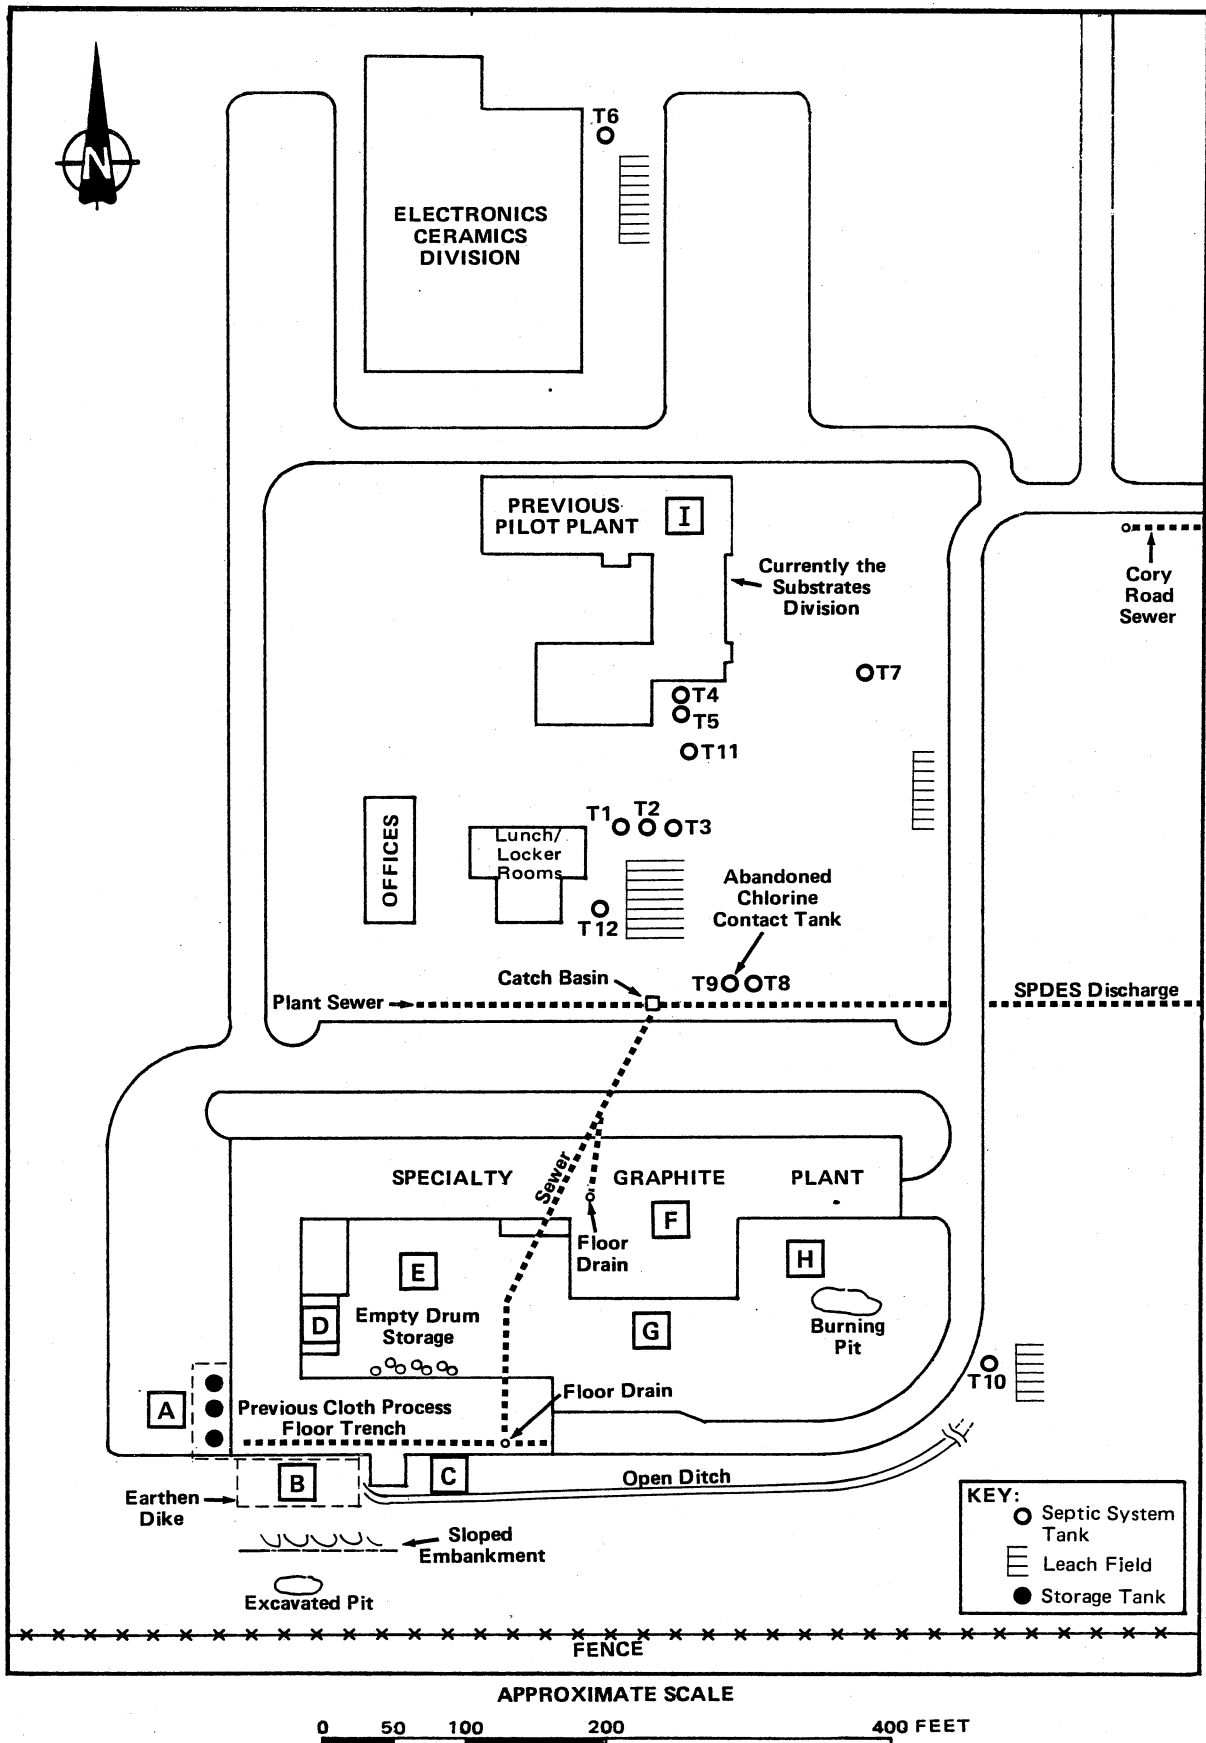 T6
N
ELECTRONICS
CERAMICS
DIVISION
PREVIOUS
PILOT PLANT
I
Currently the
Substrates
Division
Cory
Road
Sewer
T7
T4
T5
T11
T1
T2
T3
OFFICES
Lunch/
Locker
Rooms
T12
Abandoned
Chlorine
Contact Tank
Catch Basin
T9
T8
Plant Sewer
SPDES Discharge
SPECIALTY GRAPHITE PLANT
Sewer
F
Floor
Drain
E
H
D
Empty Drum
Storage
G
Burning
Pit
T10
A
Floor Drain
Previous Cloth Process
Floor Trench
B
C
Open Ditch
Earthen
Dike
Sloped
Embankment
Excavated Pit
KEY:
Septic System
Tank
Leach Field
Storage Tank
FENCE
APPROXIMATE SCALE
0 50 100 200 400 FEET